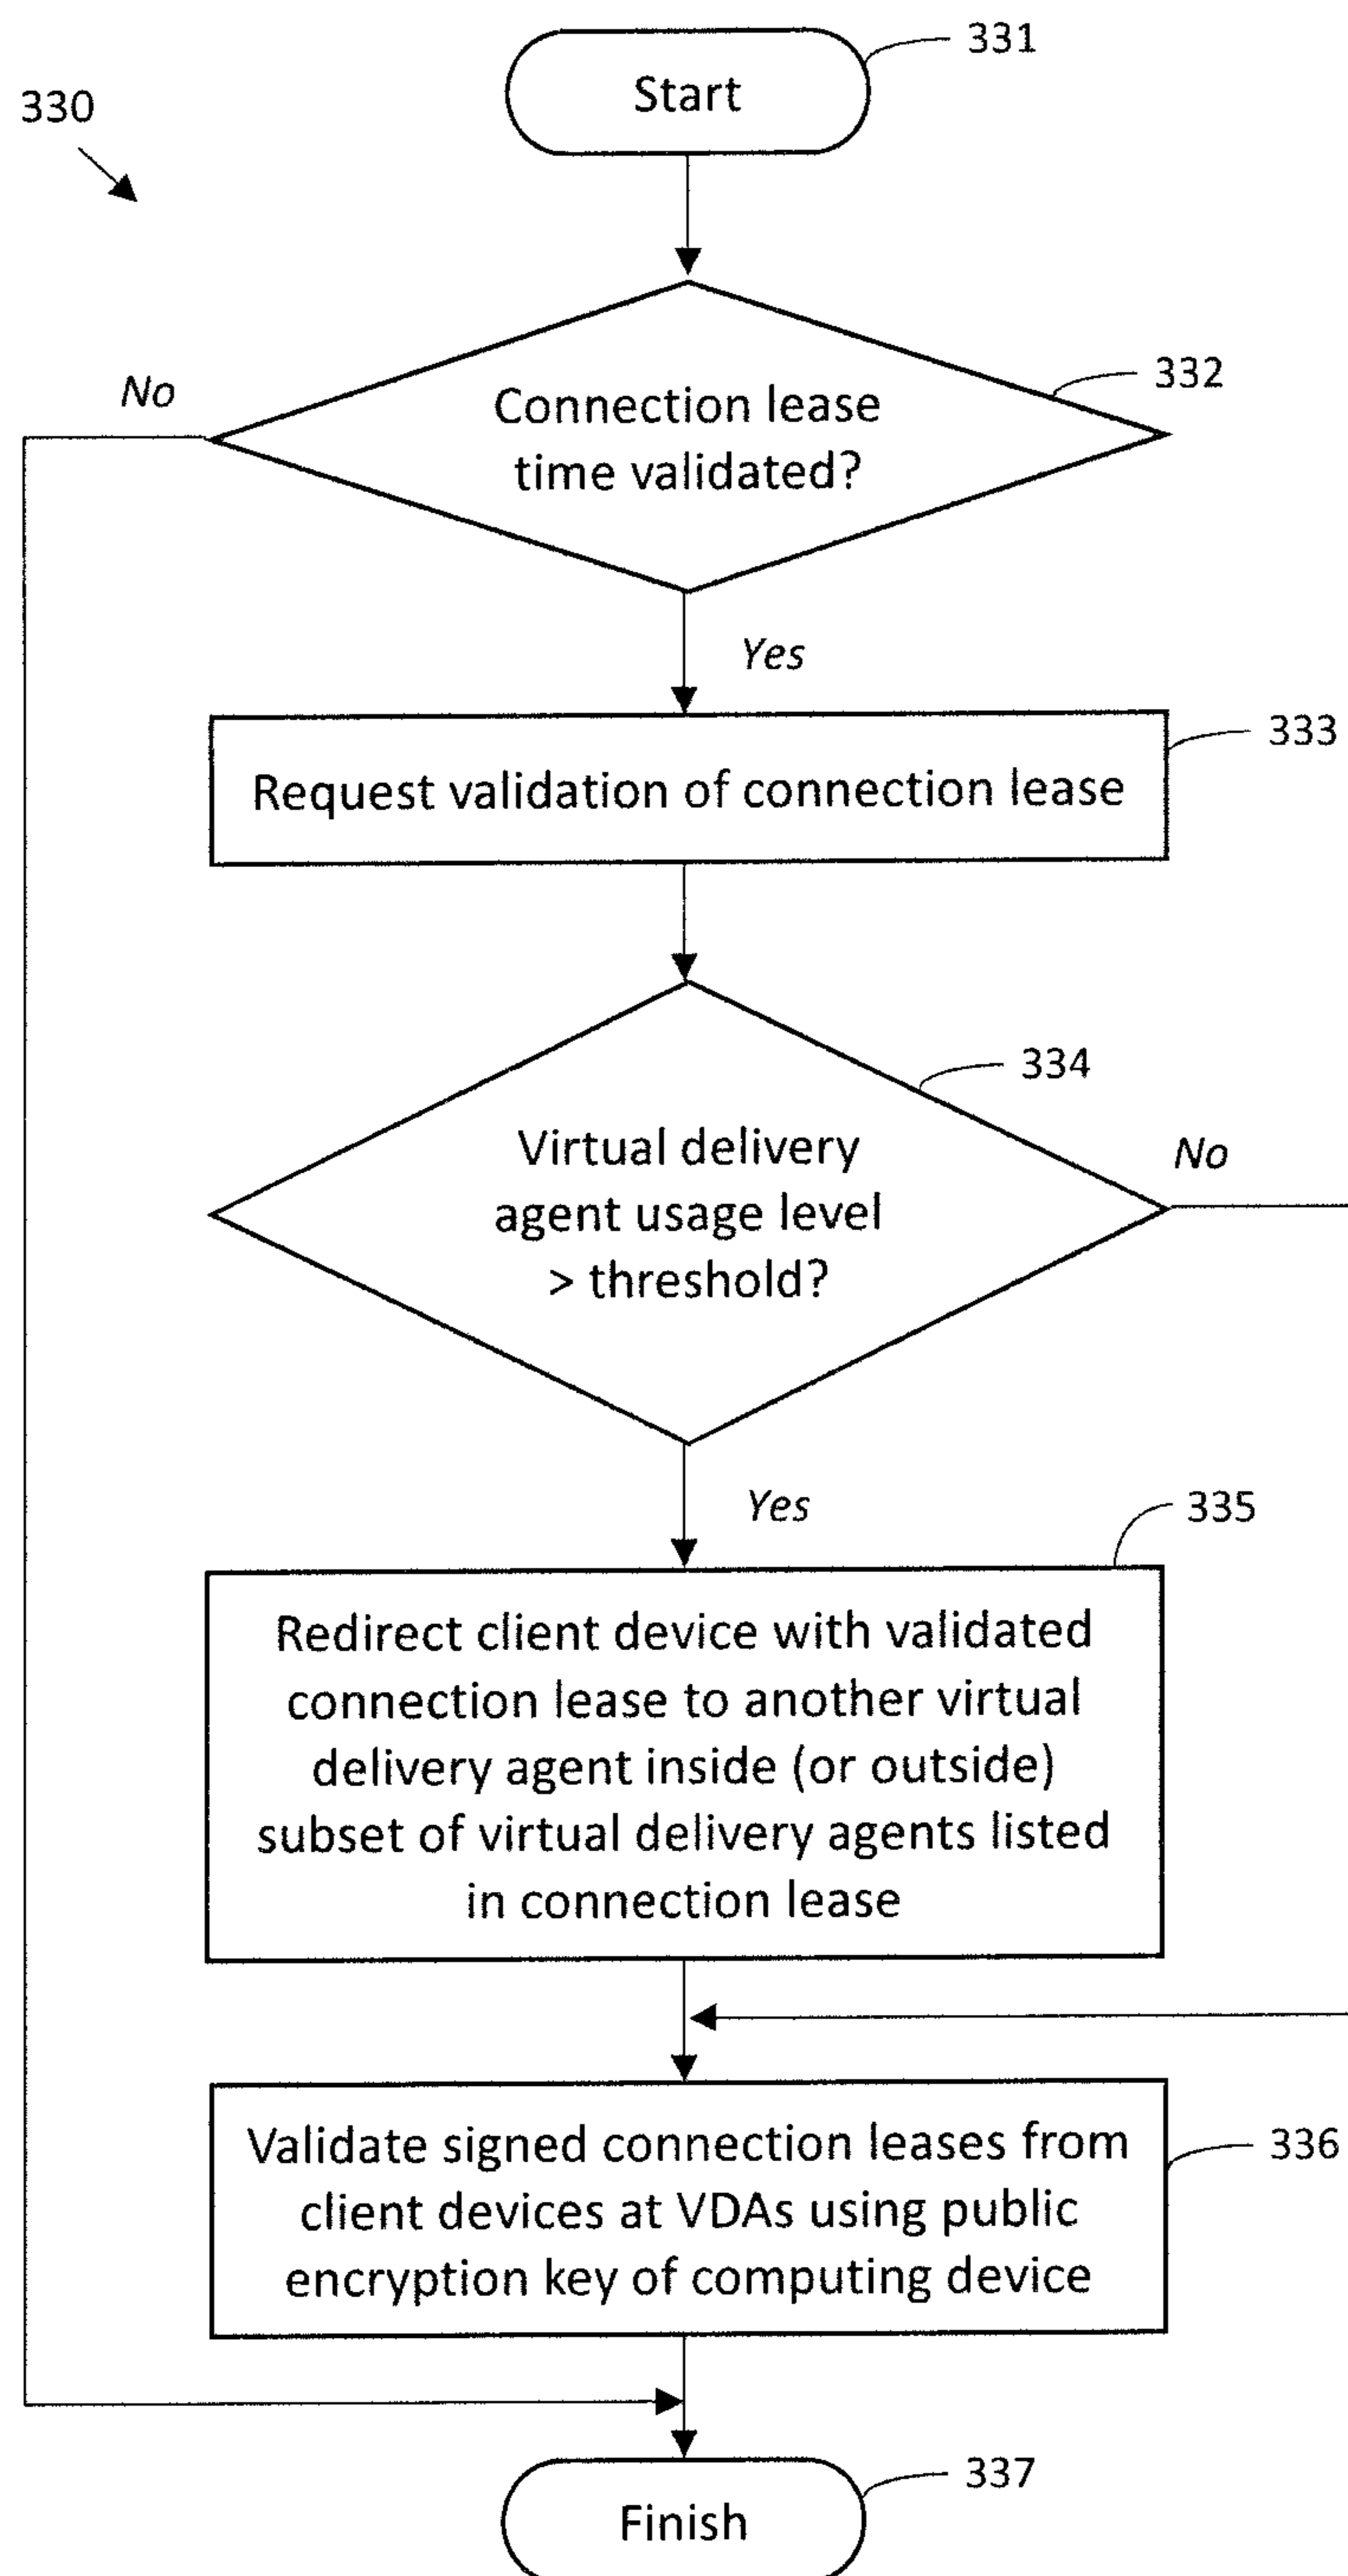 331
Start
330
332
No
Connection lease
time validated?
Yes
333
Request validation of connection lease
334
No
Virtual delivery
agent usage level
> threshold?
Yes
335
Redirect client device with validated
connection lease to another virtual
delivery agent inside (or outside)
subset of virtual delivery agents listed
in connection lease
336
Validate signed connection leases from
client devices at VDAs using public
encryption key of computing device
337
Finish